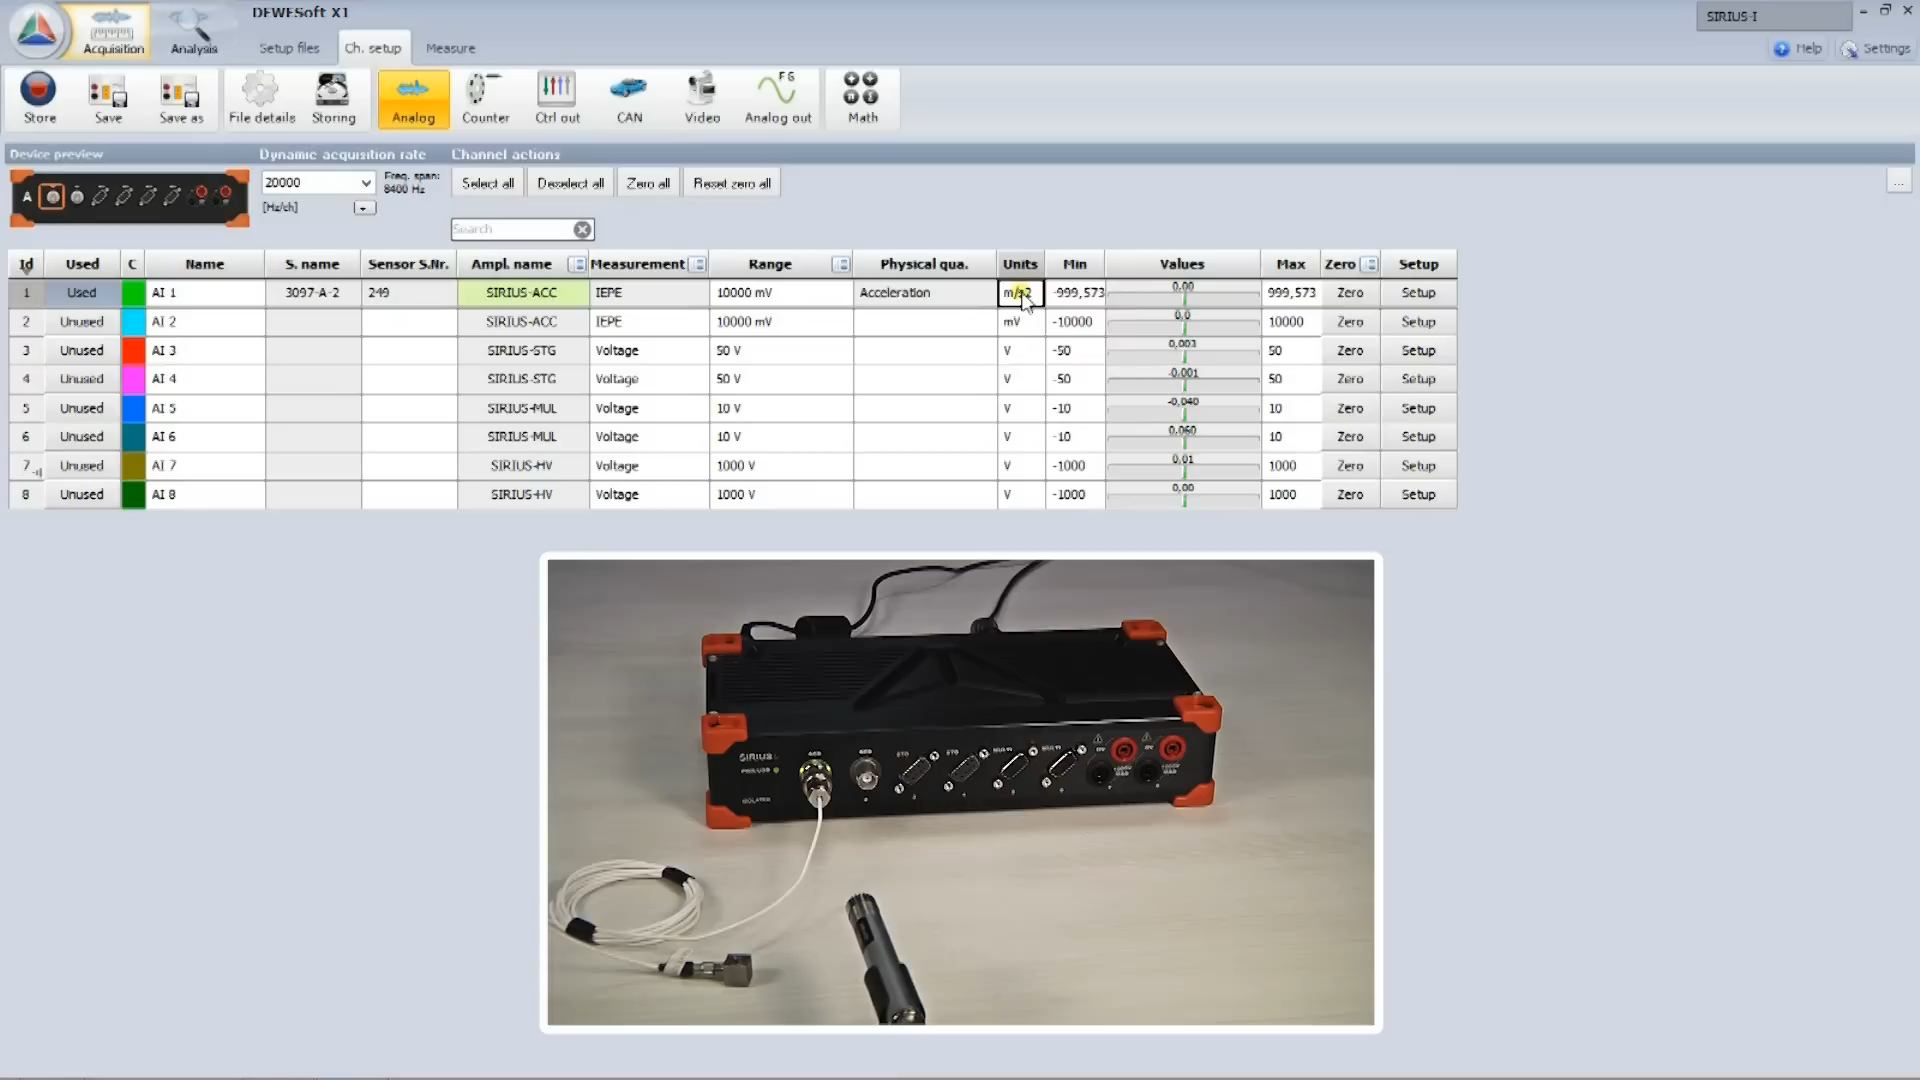 DEWESoft X1
SIRIUS-I
Acquisition
Analysis
Setup files
Ch. setup
Measure
Help
Settings
Store
Save
Save as
File details
Storing
Analog
Counter
Ctrl out
CAN
Video
FG
Analog out
Math
Device preview
Dynamic acquisition rate
Channel actions
A
20000
Freq. span:
8400 Hz
[Hz/ch]
Select all
Deselect all
Zero all
Reset zero all
...
Search
Id Used C Name S. name Sensor S.Nr. Ampl. name Measurement Range Physical qua. Units Min Values Max Zero Setup
1 Used AI 1 3097-A-2 249 SIRIUS-ACC IEPE 10000 mV Acceleration m/s2 -999,573 0,00 999,573 Zero Setup
2 Unused AI 2 SIRIUS-ACC IEPE 10000 mV mV -10000 0,0 10000 Zero Setup
3 Unused AI 3 SIRIUS-STG Voltage 50 V V -50 0,003 50 Zero Setup
4 Unused AI 4 SIRIUS-STG Voltage 50 V V -50 -0,001 50 Zero Setup
5 Unused AI 5 SIRIUS-MUL Voltage 10 V V -10 -0,040 10 Zero Setup
6 Unused AI 6 SIRIUS-MUL Voltage 10 V V -10 0,060 10 Zero Setup
7 Unused AI 7 SIRIUS-HV Voltage 1000 V V -1000 0,01 1000 Zero Setup
8 Unused AI 8 SIRIUS-HV Voltage 1000 V V -1000 0,00 1000 Zero Setup
SIRIUS
ACC
ACC
STG
STG
ISOLATED